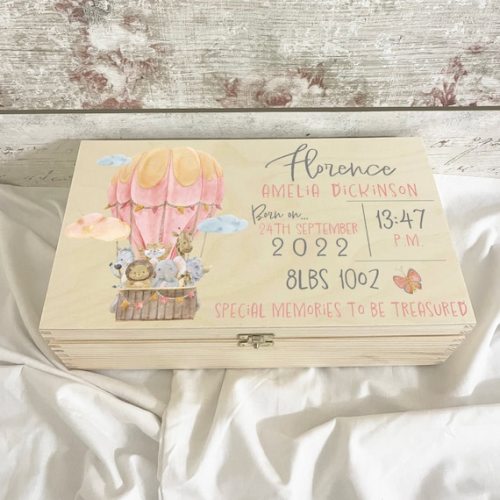 Florence
AMELIA DICKINSON
Born on...
24TH SEPTEMBER
2022
13:47
P.M.
8LBS 10OZ
SPECIAL MEMORIES TO BE TREASURED